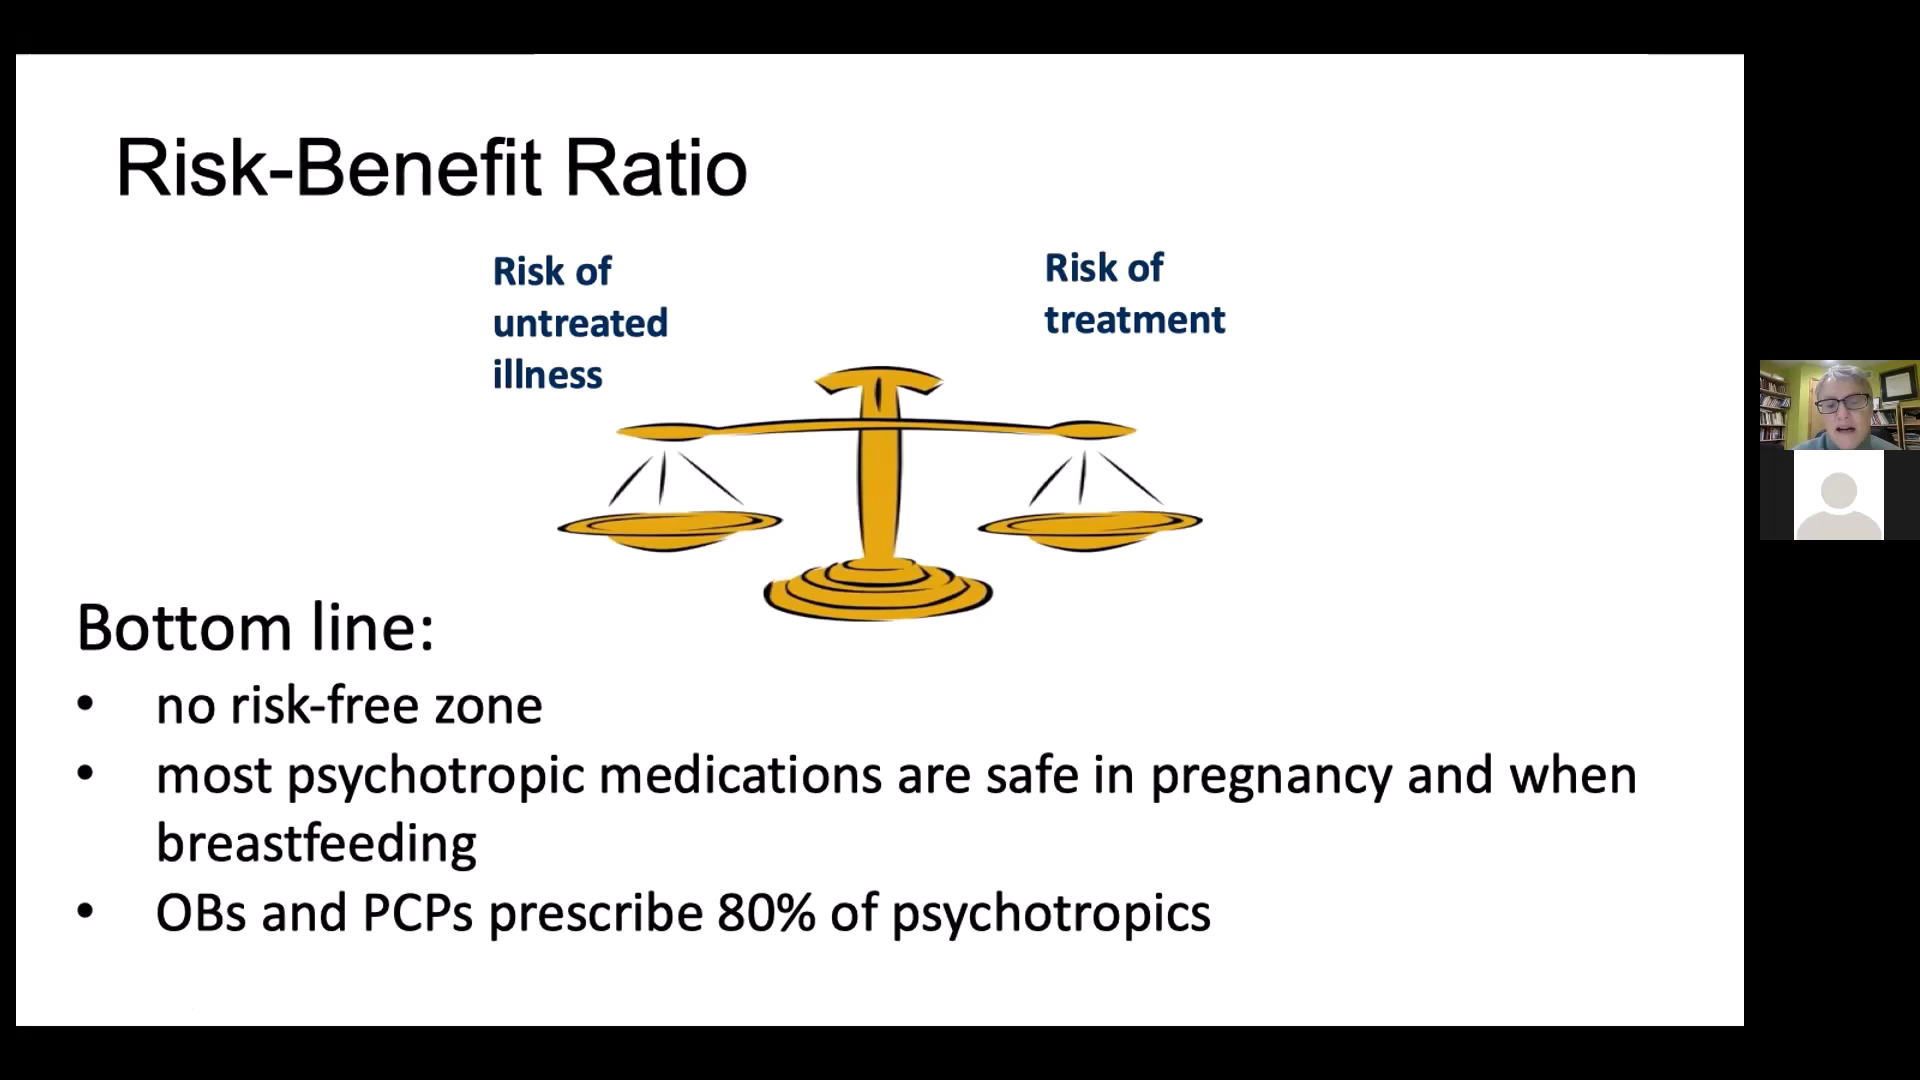 Risk-Benefit Ratio
Risk of
untreated
illness
Risk of
treatment
Bottom line:
• no risk-free zone
• most psychotropic medications are safe in pregnancy and when
breastfeeding
• OBs and PCPs prescribe 80% of psychotropics